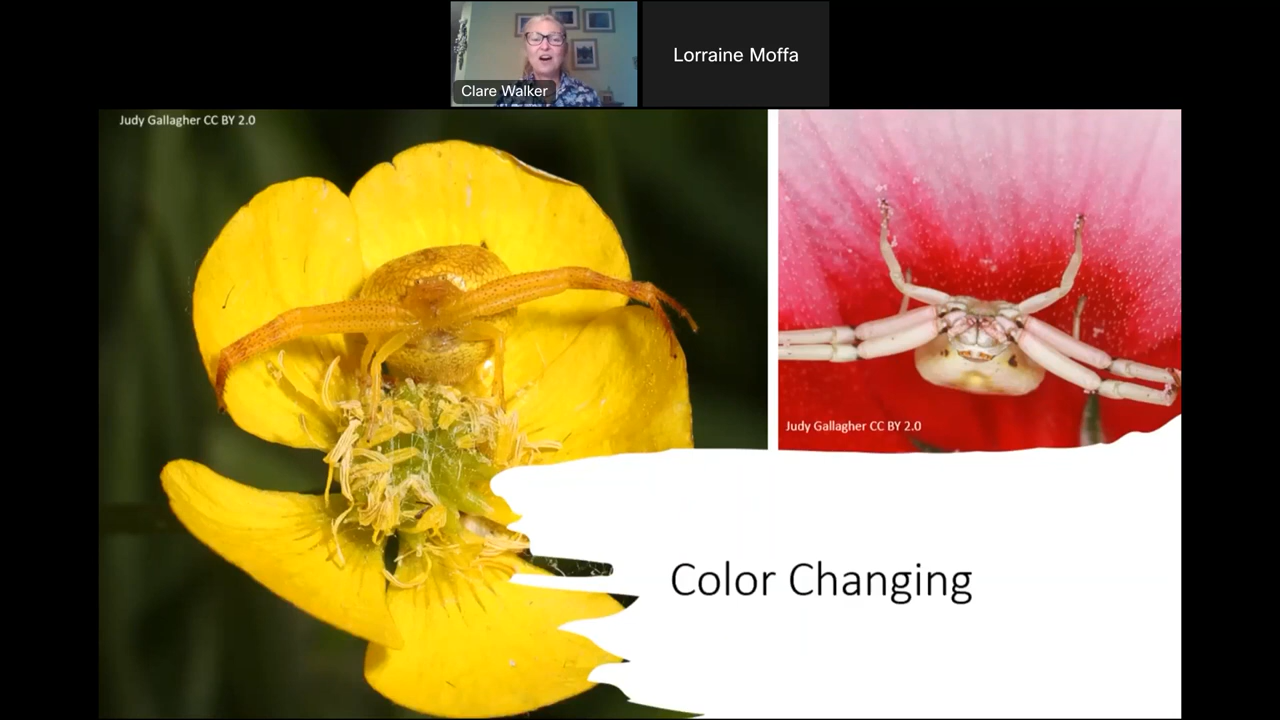 Clare Walker
Lorraine Moffa
Judy Gallagher CC BY 2.0
Judy Gallagher CC BY 2.0
Color Changing